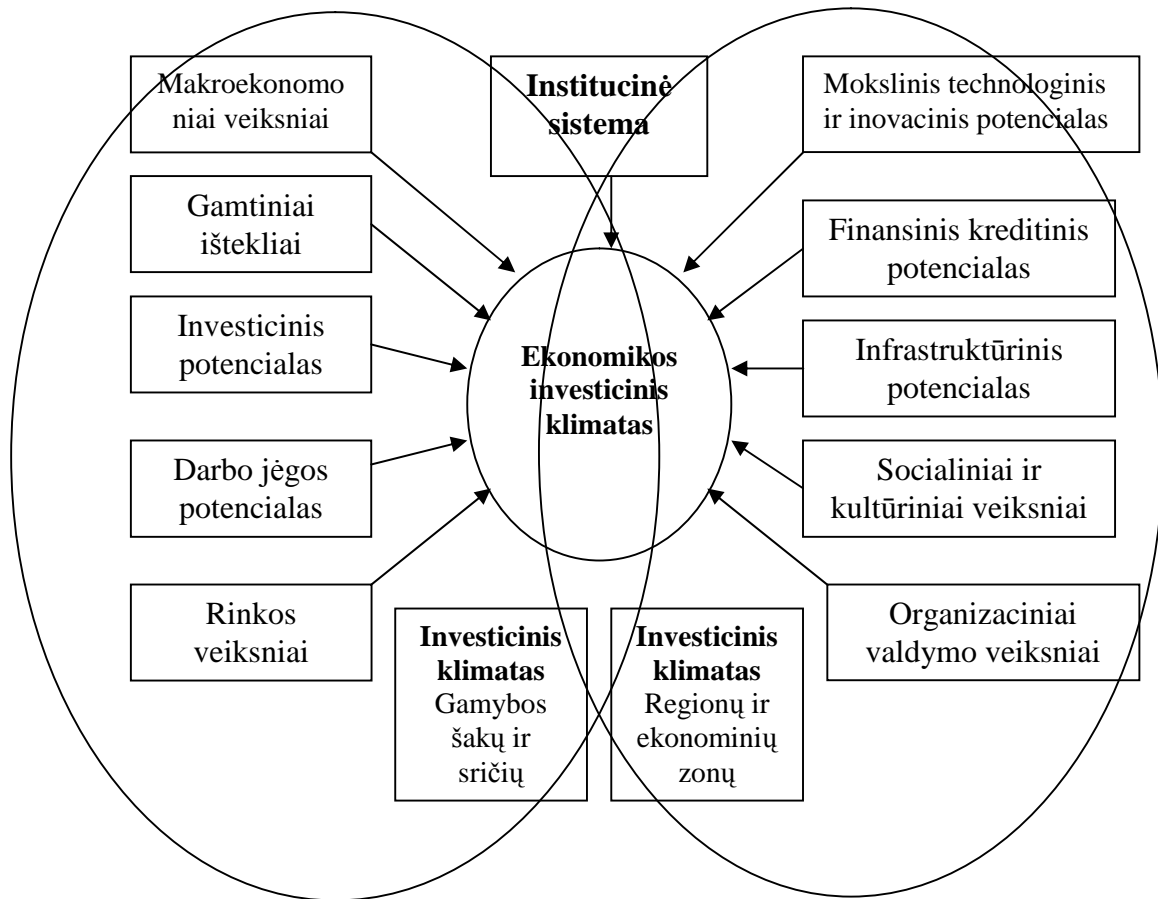 Makroekonomo
niai veiksniai
Institucinė
sistema
Mokslinis technologinis
ir inovacinis potencialas
Gamtiniai
ištekliai
Finansinis kreditinis
potencialas
Investicinis
potencialas
Ekonomikos
investicinis
klimatas
Infrastruktūrinis
potencialas
Darbo jėgos
potencialas
Socialiniai ir
kultūriniai veiksniai
Rinkos
veiksniai
Investicinis
klimatas
Gamybos
šakų ir
sričių
Investicinis
klimatas
Regionų ir
ekonominių
zonų
Organizaciniai
valdymo veiksniai